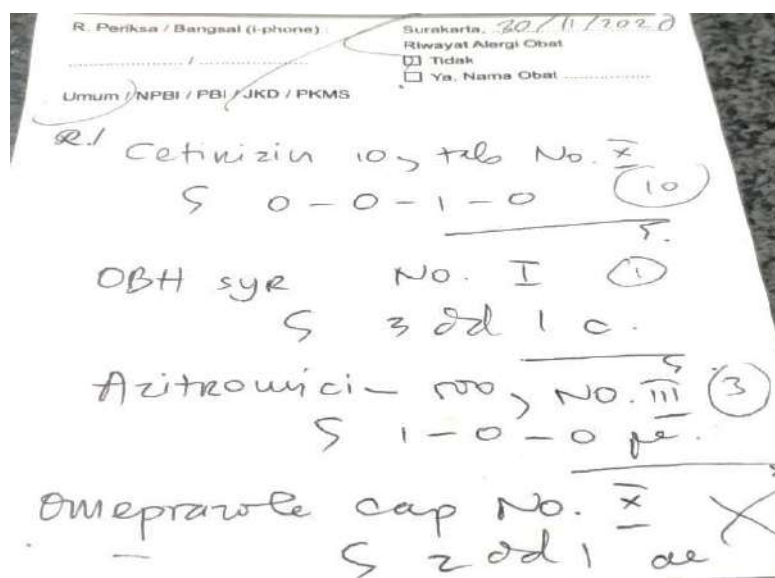 R. Periksa / Bangsal (i-phone) :
.................... / ....................
Umum / NPBI / PBI / JKD / PKMS
Surakarta, 30/11/2020
Riwayat Alergi Obat
Tidak
Ya, Nama Obat ................
R/ Cetirizin 10 tab No. X
S 0-0-1-0 (10)
OBH syr No. I (1)
S 3 dd 1 c.
Azitromicin 500, No. III (3)
S 1-0-0 pc.
Omeprazole cap No. X
S 2 dd 1 ac